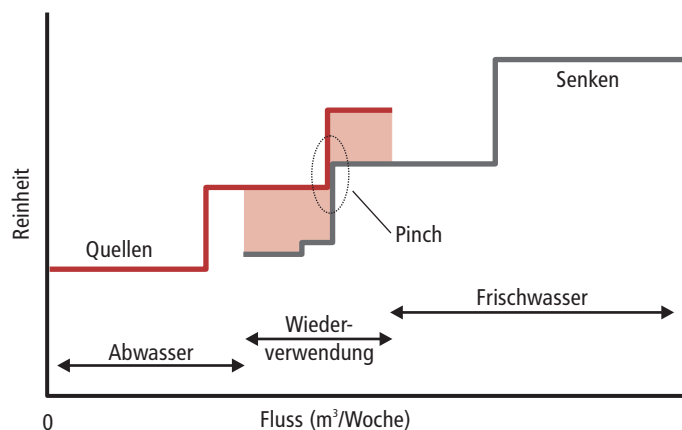 Senken
Reinheit
Quellen
Pinch
Frischwasser
Wieder-
verwendung
Abwasser
0
Fluss (m³/Woche)